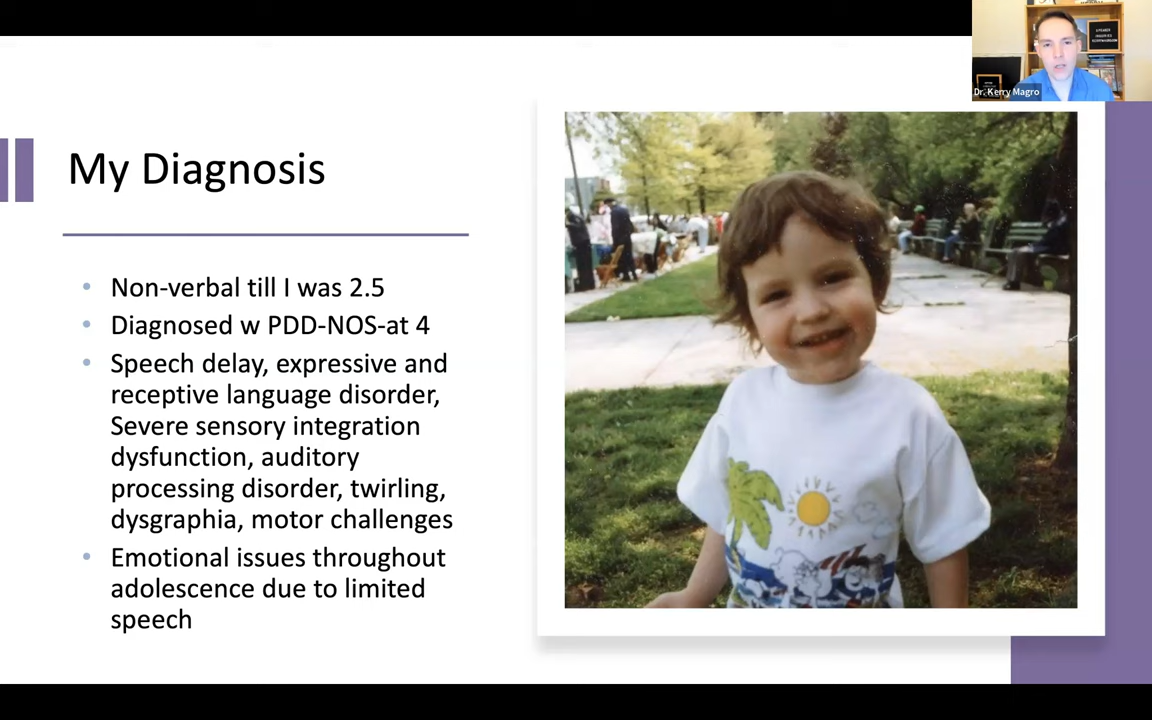 Dr. Kerry Magro
My Diagnosis
• Non-verbal till I was 2.5
• Diagnosed w PDD-NOS-at 4
• Speech delay, expressive and
receptive language disorder,
Severe sensory integration
dysfunction, auditory
processing disorder, twirling,
dysgraphia, motor challenges
• Emotional issues throughout
adolescence due to limited
speech